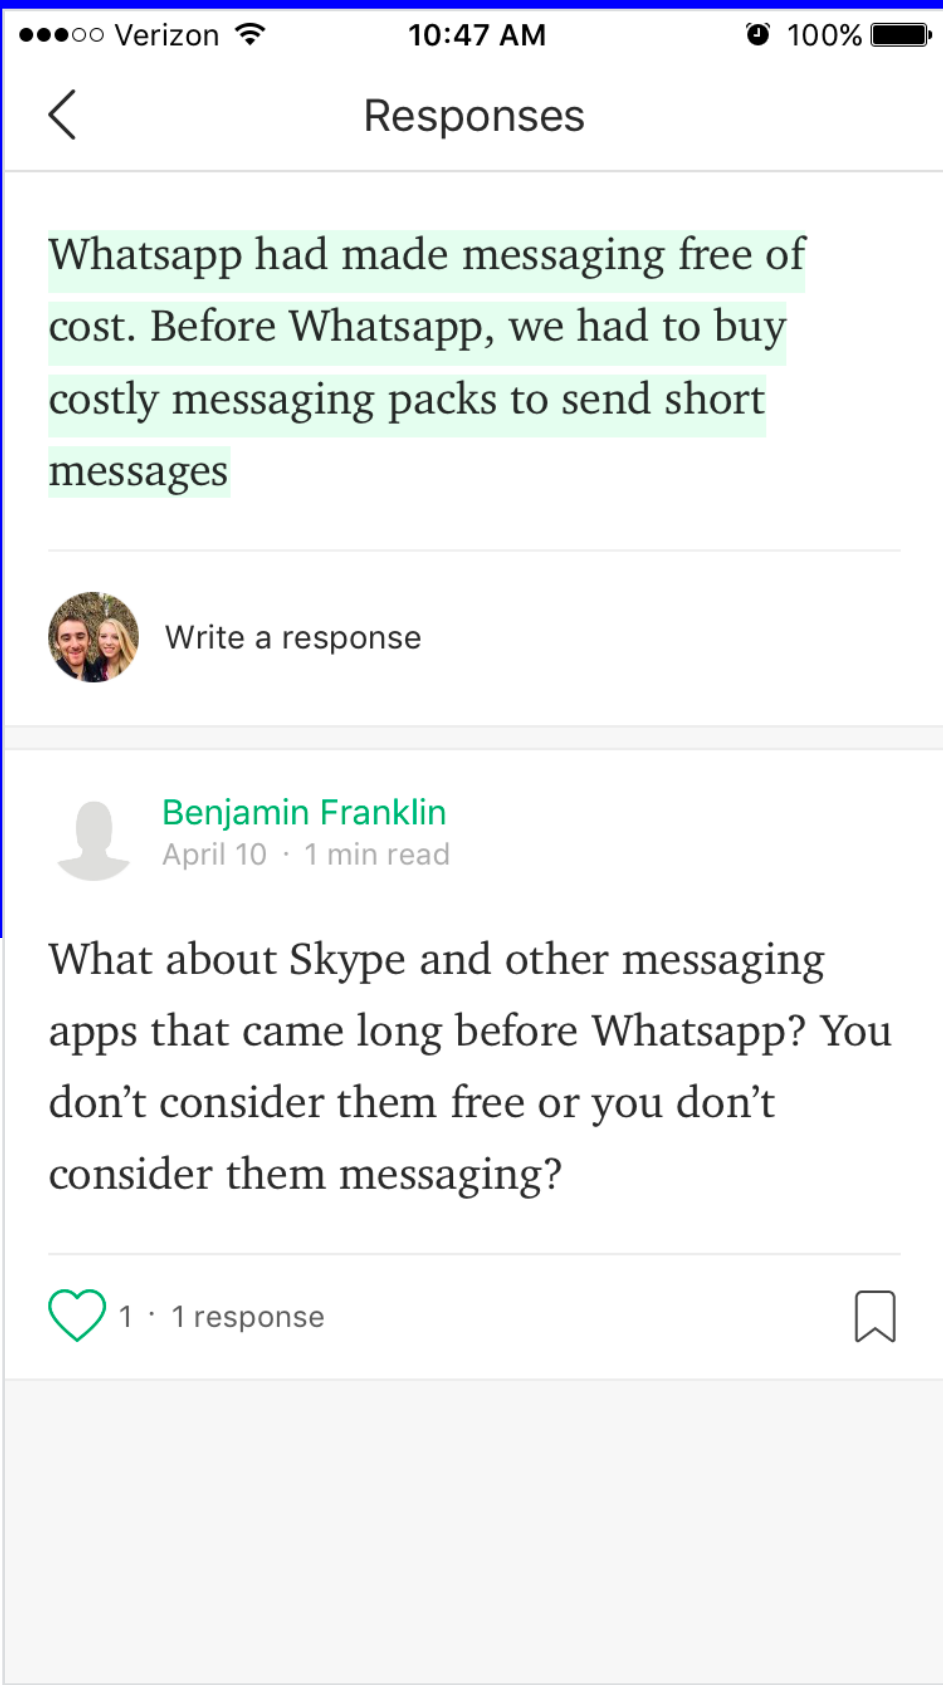 Verizon 10:47 AM 100%
Responses
Whatsapp had made messaging free of
cost. Before Whatsapp, we had to buy
costly messaging packs to send short
messages
Write a response
Benjamin Franklin
April 10 · 1 min read
What about Skype and other messaging
apps that came long before Whatsapp? You
don’t consider them free or you don’t
consider them messaging?
1 · 1 response